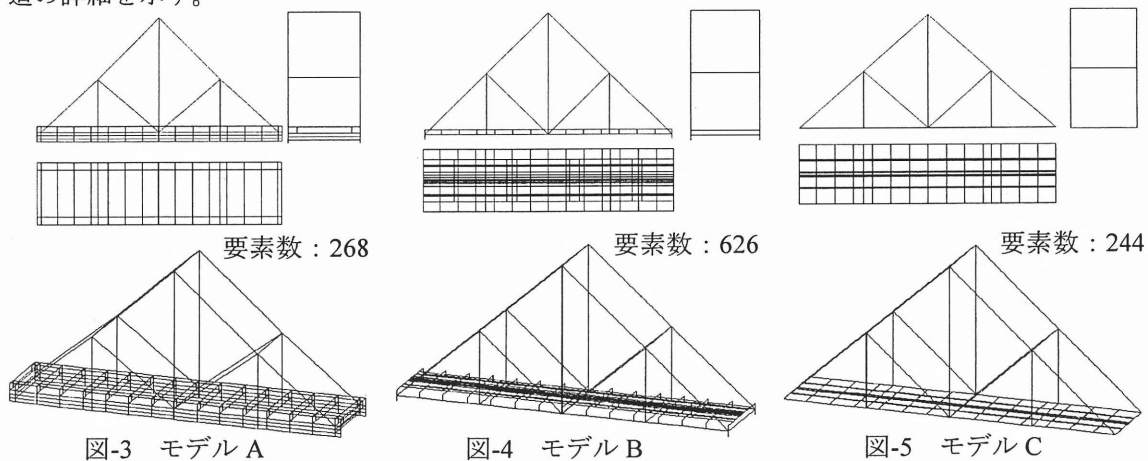 造の詳細を示す。
要素数：268
要素数：626
要素数：244
図-3 モデル A
図-4 モデル B
図-5 モデル C